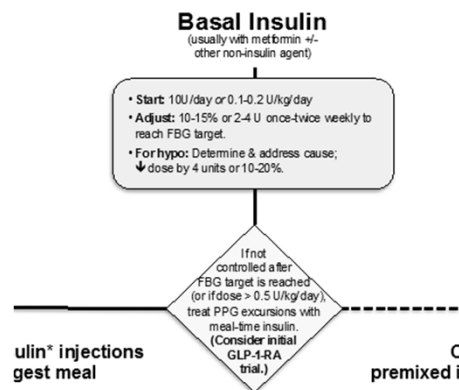 Basal Insulin
(usually with metformin +/-
other non-insulin agent)
• Start: 10U/day or 0.1-0.2 U/kg/day
• Adjust: 10-15% or 2-4 U once-twice weekly to
reach FBG target.
• For hypo: Determine & address cause;
↓ dose by 4 units or 10-20%.
If not
controlled after
FBG target is reached
(or if dose > 0.5 U/kg/day),
treat PPG excursions with
meal-time insulin.
(Consider initial
GLP-1-RA
trial.)
ulin* injections
gest meal
C
premixed i